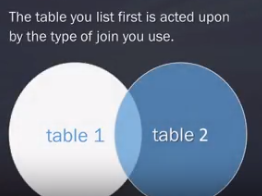 The table you list first is acted upon
by the type of join you use.
table 1
table 2